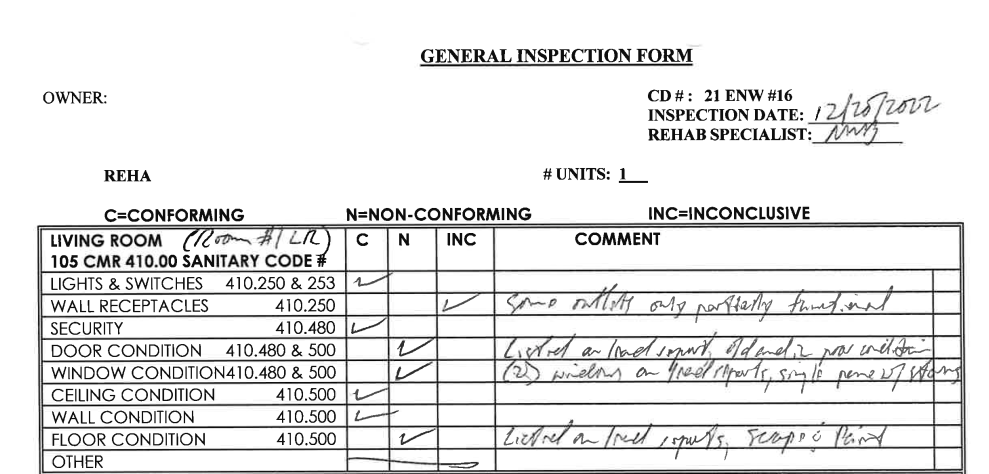 GENERAL INSPECTION FORM
OWNER:
CD # : 21 ENW #16
INSPECTION DATE: 12/20/2022
REHAB SPECIALIST:
REHA
# UNITS: 1
C=CONFORMING N=NON-CONFORMING INC=INCONCLUSIVE
LIVING ROOM (Room #1 LR) C N INC COMMENT
105 CMR 410.00 SANITARY CODE #
LIGHTS & SWITCHES 410.250 & 253 ✓
WALL RECEPTACLES 410.250 ✓ Some outlets only partially functional
SECURITY 410.480 ✓
DOOR CONDITION 410.480 & 500 ✓ Listed on lead report, old and in poor condition
WINDOW CONDITION410.480 & 500 ✓ (2) windows on lead reports, single pane w/ storms
CEILING CONDITION 410.500 ✓
WALL CONDITION 410.500 ✓
FLOOR CONDITION 410.500 ✓ Listed on lead reports, Paint
OTHER